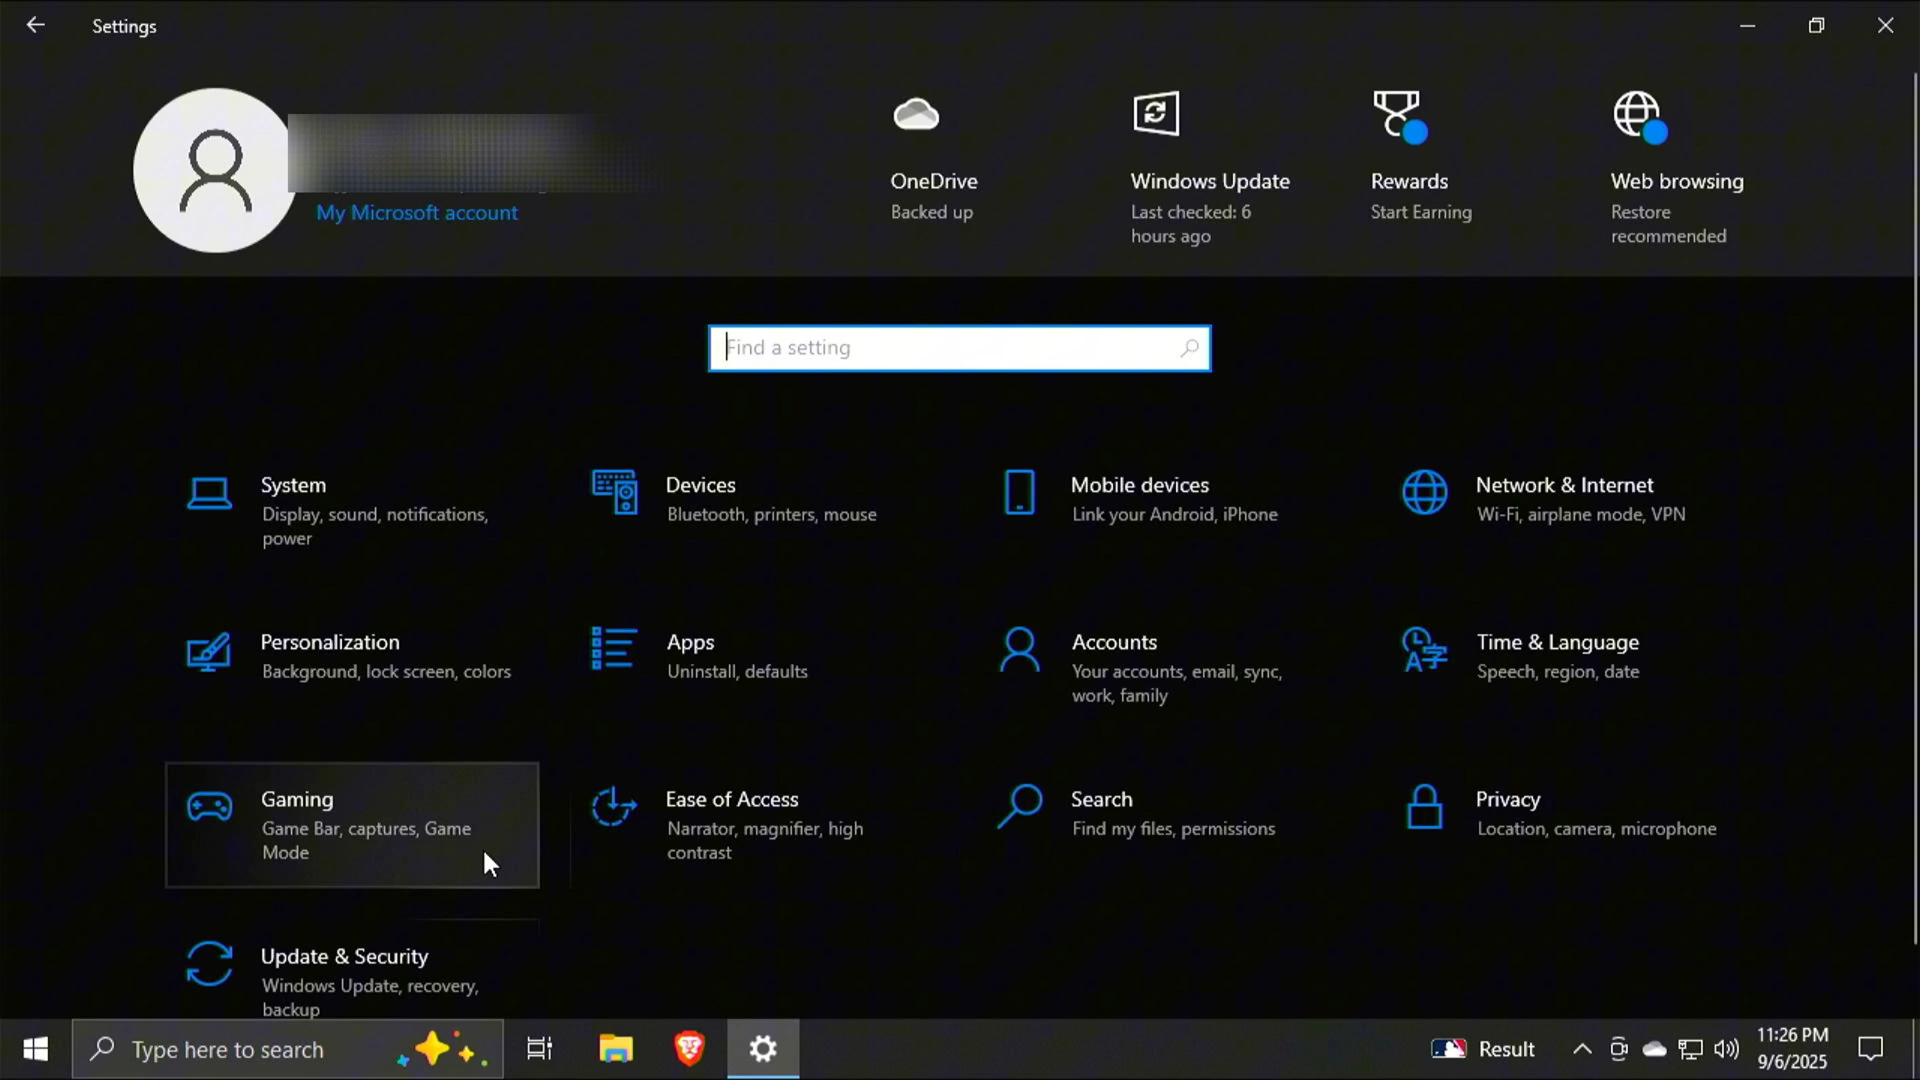 Settings
My Microsoft account
OneDrive
Backed up
Windows Update
Last checked: 6
hours ago
Rewards
Start Earning
Web browsing
Restore
recommended
Find a setting
System
Display, sound, notifications,
power
Devices
Bluetooth, printers, mouse
Mobile devices
Link your Android, iPhone
Network & Internet
Wi-Fi, airplane mode, VPN
Personalization
Background, lock screen, colors
Apps
Uninstall, defaults
Accounts
Your accounts, email, sync,
work, family
Time & Language
Speech, region, date
Gaming
Game Bar, captures, Game
Mode
Ease of Access
Narrator, magnifier, high
contrast
Search
Find my files, permissions
Privacy
Location, camera, microphone
Update & Security
Windows Update, recovery,
backup
Type here to search
Result
11:26 PM
9/6/2025